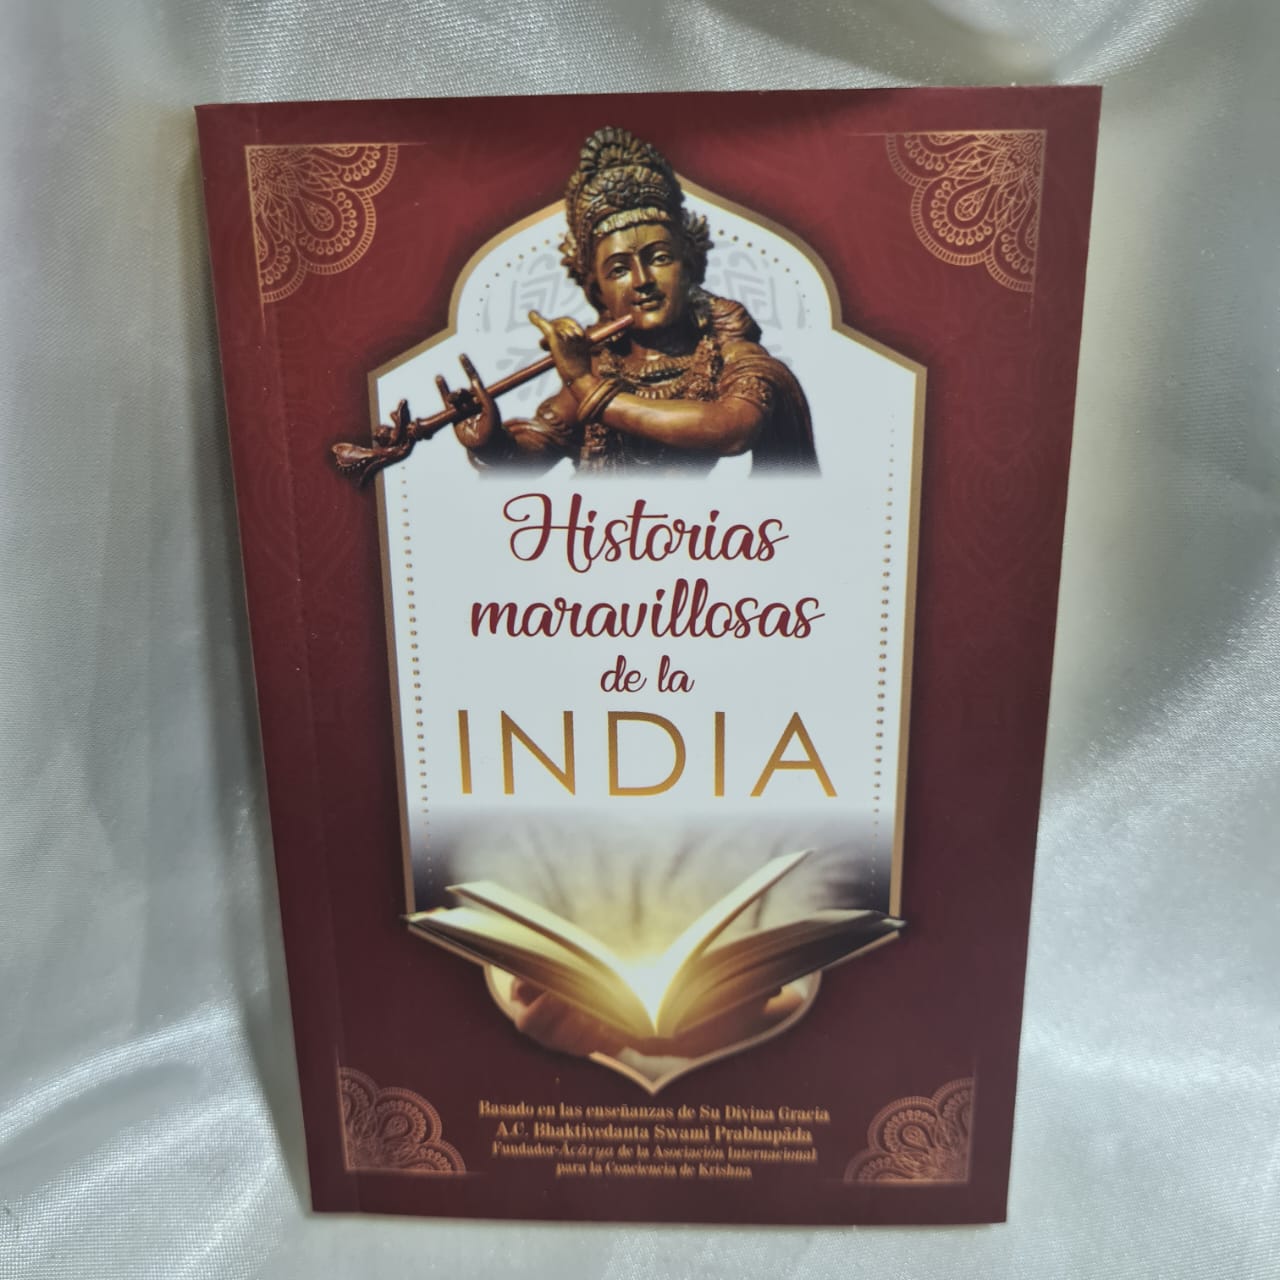 Historias
maravillosas
de la
INDIA
Basado en las enseñanzas de Su Divina Gracia
A.C. Bhaktivedanta Swami Prabhupāda
Fundador-Ācārya de la Asociación Internacional
para la Conciencia de Krishna